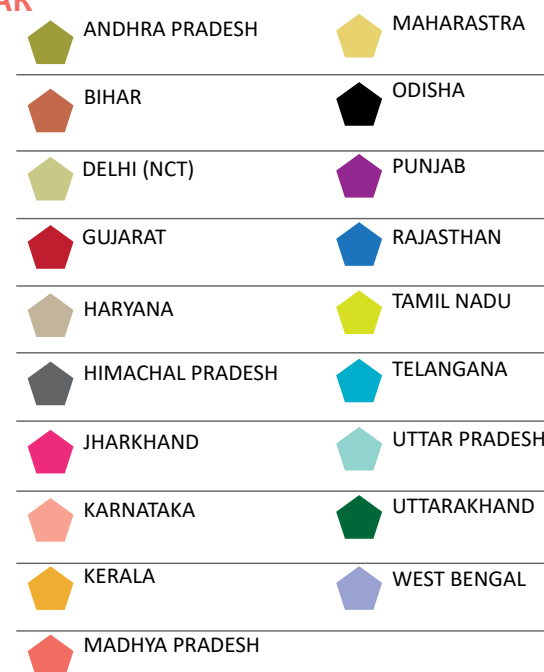 AR
ANDHRA PRADESH
MAHARASTRA
BIHAR
ODISHA
DELHI (NCT)
PUNJAB
GUJARAT
RAJASTHAN
HARYANA
TAMIL NADU
HIMACHAL PRADESH
TELANGANA
JHARKHAND
UTTAR PRADESH
KARNATAKA
UTTARAKHAND
KERALA
WEST BENGAL
MADHYA PRADESH